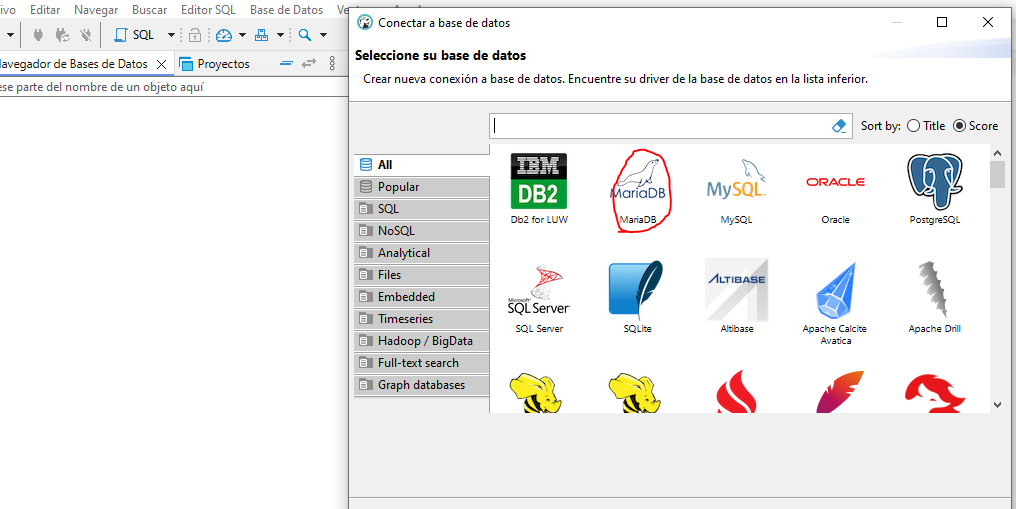 ivo Editar Navegar Buscar Editor SQL Base de Datos
SQL
Navegador de Bases de Datos Proyectos
ese parte del nombre de un objeto aquí
Conectar a base de datos
Seleccione su base de datos
Crear nueva conexión a base de datos. Encuentre su driver de la base de datos en la lista inferior.
Sort by: Title Score
All
Popular
SQL
NoSQL
Analytical
Files
Embedded
Timeseries
Hadoop / BigData
Full-text search
Graph databases
IBM
DB2
Db2 for LUW
MariaDB
MariaDB
MySQL
MySQL
ORACLE
Oracle
PostgreSQL
Microsoft
SQL Server
SQL Server
SQLite
ALTIBASE
Altibase
Apache Calcite
Avatica
Apache Drill